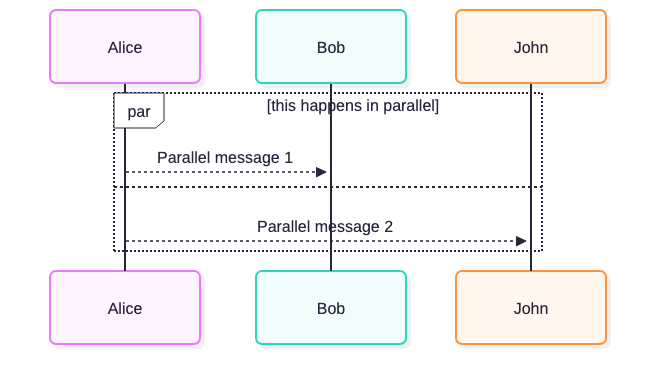 Alice
Bob
John
par
[this happens in parallel]
Parallel message 1
Parallel message 2
Alice
Bob
John